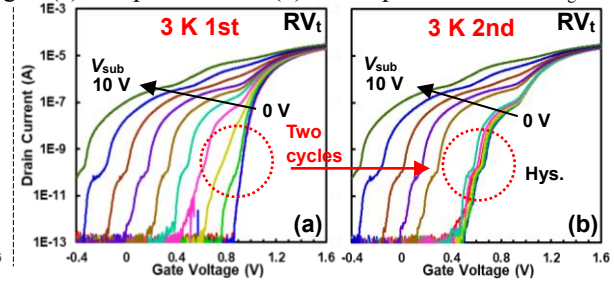 3 K 1st
RVt
Vsub
10 V
0 V
(a)
1E-3
1E-5
1E-7
1E-9
1E-11
1E-13
Drain Current (A)
-0.4 0 0.4 0.8 1.2 1.6
Gate Voltage (V)
Two
cycles
3 K 2nd
RVt
Vsub
10 V
0 V
Hys.
(b)
-0.4 0 0.4 0.8 1.2 1.6
Gate Voltage (V)